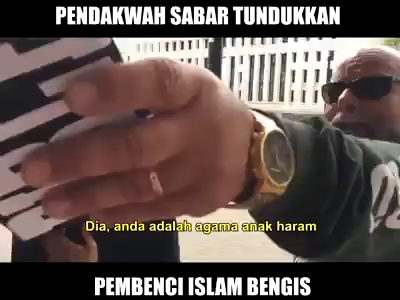 PENDAKWAH SABAR TUNDUKKAN
Dia, anda adalah agama anak haram
PEMBENCI ISLAM BENGIS